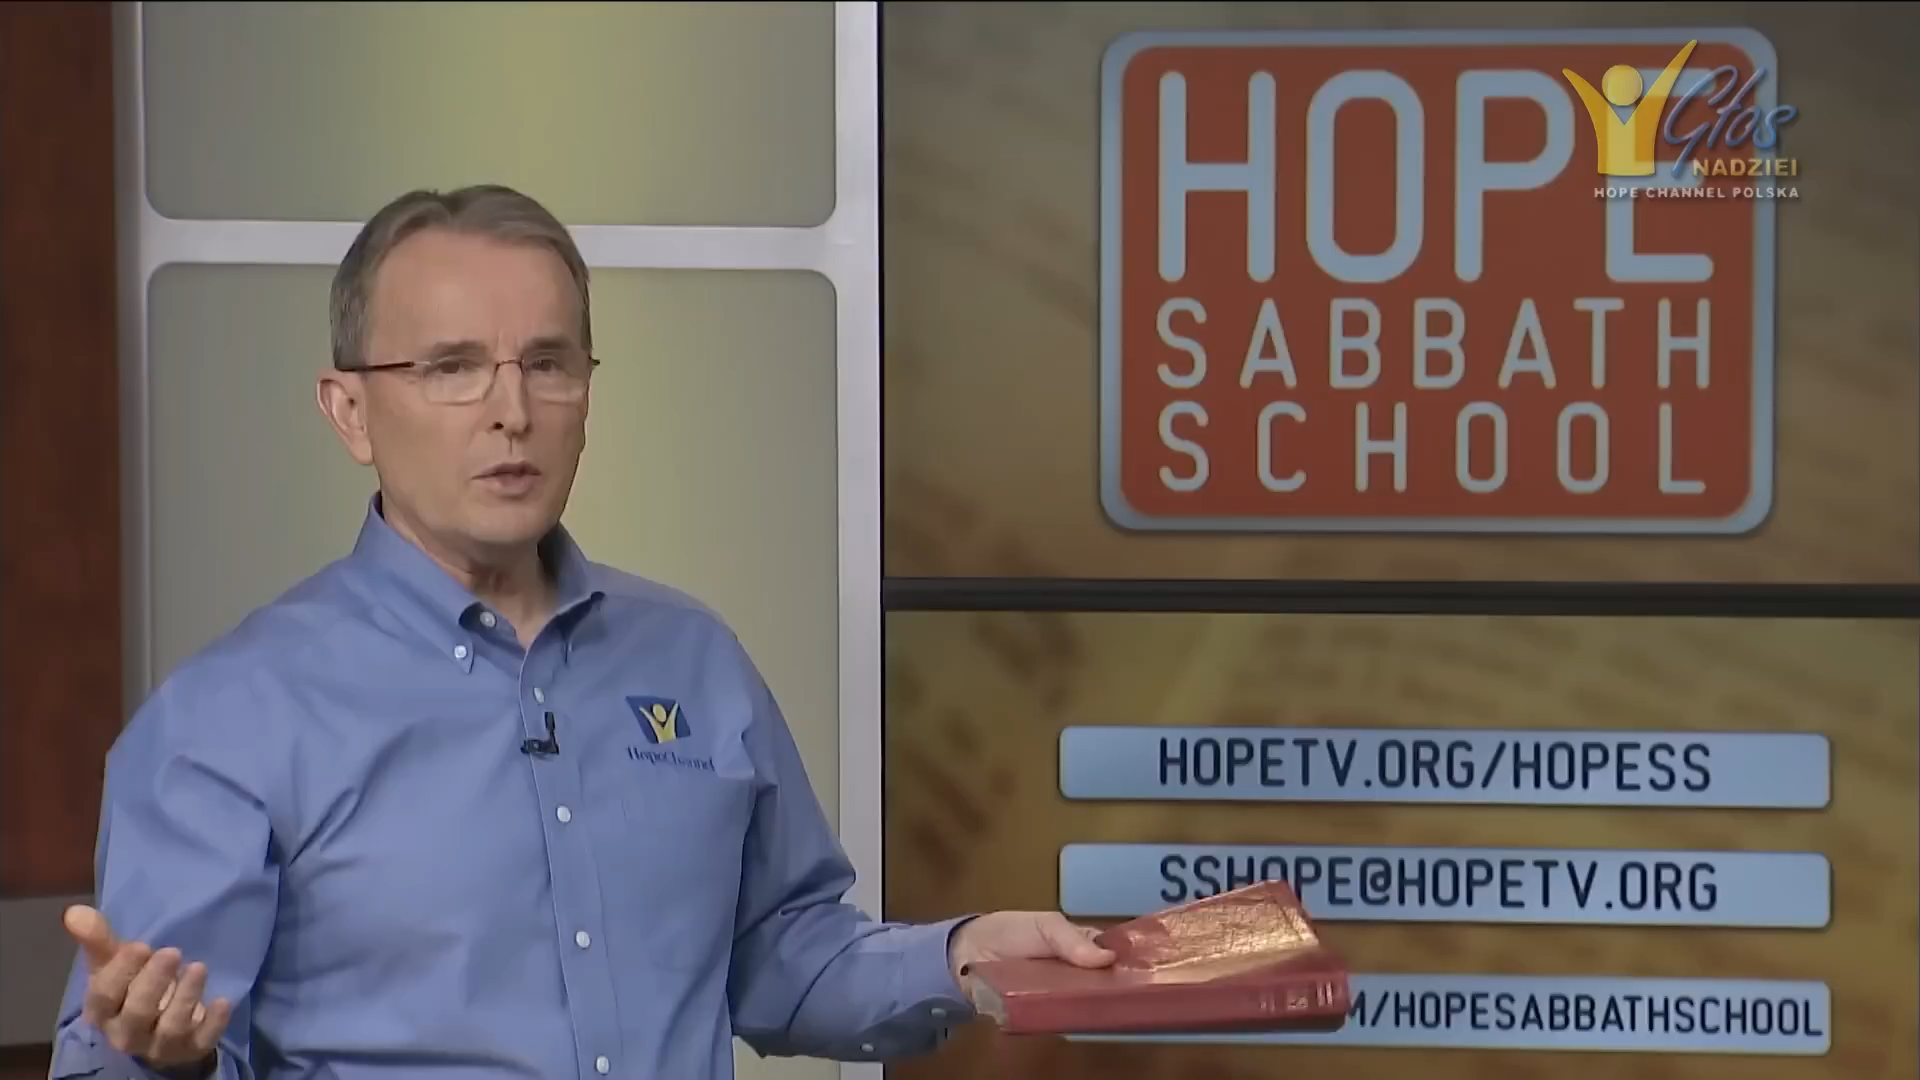 HOPE
SABBATH
SCHOOL
Głos
NADZIEI
HOPE CHANNEL POLSKA
HopeChannel
HOPETV.ORG/HOPESS
SSHOPE@HOPETV.ORG
M/HOPESABBATHSCHOOL